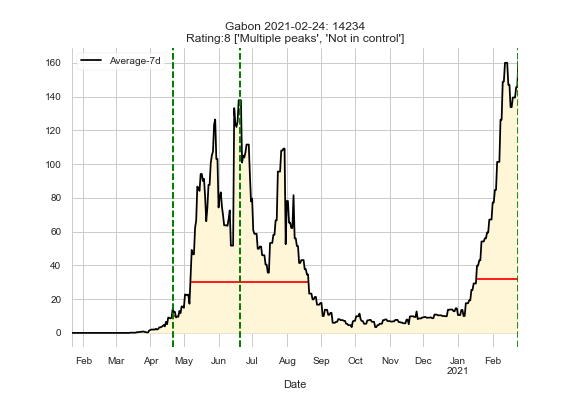 Gabon 2021-02-24: 14234
Rating:8 ['Multiple peaks', 'Not in control']
Average-7d
160
140
120
100
80
60
40
20
0
Feb Mar Apr May Jun Jul Aug Sep Oct Nov Dec Jan Feb
2021
Date